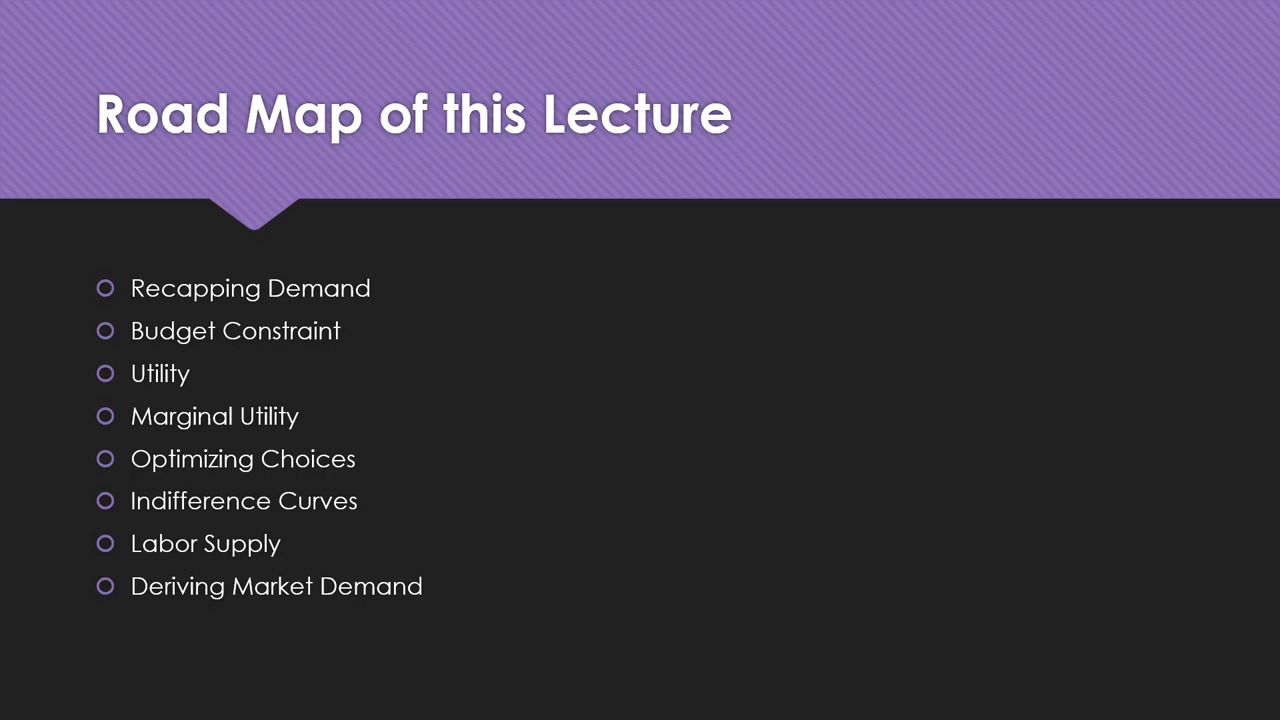 Road Map of this Lecture
Recapping Demand
Budget Constraint
Utility
Marginal Utility
Optimizing Choices
Indifference Curves
Labor Supply
Deriving Market Demand